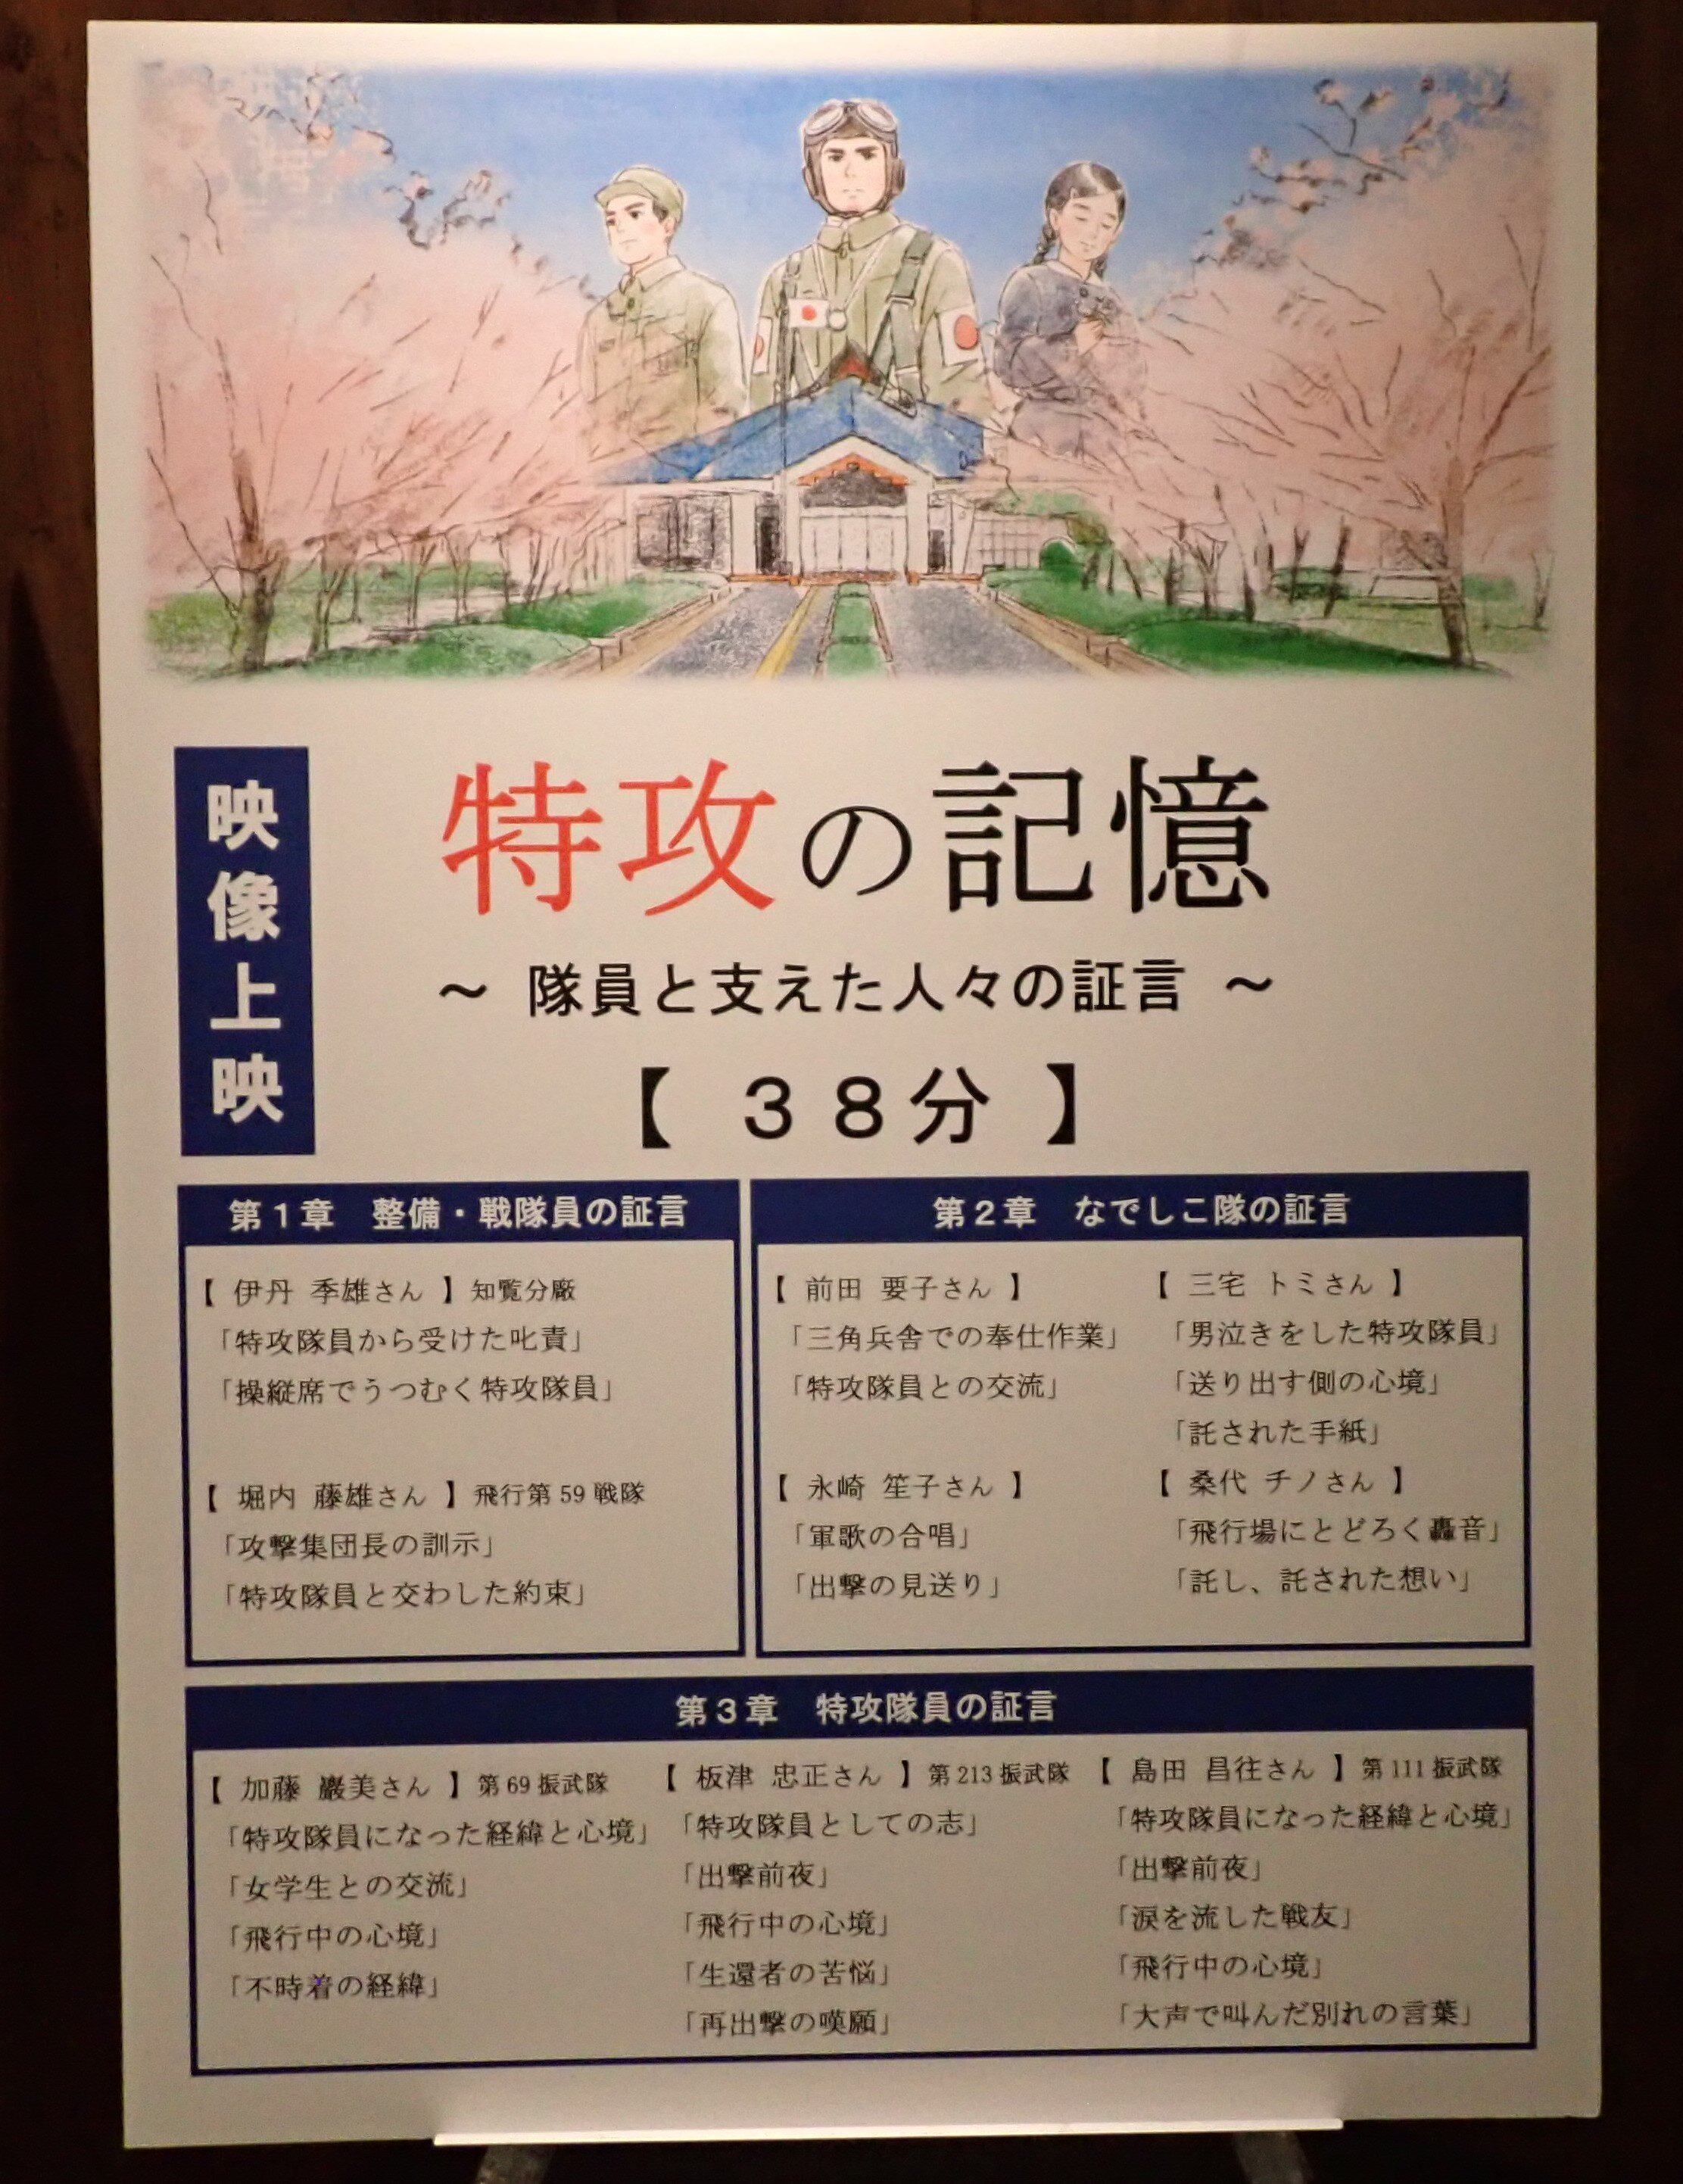 映像上映
特攻の記憶
～ 隊員と支えた人々の証言 ～
【 38分 】
第1章 整備・戦隊員の証言
【 伊丹 季雄さん 】知覧分廠
「特攻隊員から受けた叱責」
「操縦席でうつむく特攻隊員」
【 堀内 藤雄さん 】飛行第59戦隊
「攻撃集団長の訓示」
「特攻隊員と交わした約束」
第2章 なでしこ隊の証言
【 前田 要子さん 】
「三角兵舎での奉仕作業」
「特攻隊員との交流」
【 三宅 トミさん 】
「男泣きをした特攻隊員」
「送り出す側の心境」
「託された手紙」
【 永崎 笙子さん 】
「軍歌の合唱」
「出撃の見送り」
【 桑代 チノさん 】
「飛行場にとどろく轟音」
「託し、託された想い」
第3章 特攻隊員の証言
【 加藤 巖美さん 】第69振武隊
「特攻隊員になった経緯と心境」
「女学生との交流」
「飛行中の心境」
「不時着の経緯」
【 板津 忠正さん 】第213振武隊
「特攻隊員としての志」
「出撃前夜」
「飛行中の心境」
「生還者の苦悩」
「再出撃の嘆願」
【 島田 昌往さん 】第111振武隊
「特攻隊員になった経緯と心境」
「出撃前夜」
「涙を流した戦友」
「飛行中の心境」
「大声で叫んだ別れの言葉」